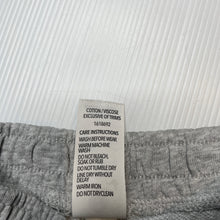 COTTON/VISCOSE
EXCLUSIVE OF TRIMS
1616692
CARE INSTRUCTIONS
WASH BEFORE WEAR
WARM MACHINE
WASH
DO NOT BLEACH,
SOAK OR RUB
DO NOT TUMBLE DRY
LINE DRY WITHOUT
DELAY
WARM IRON
DO NOT DRYCLEAN